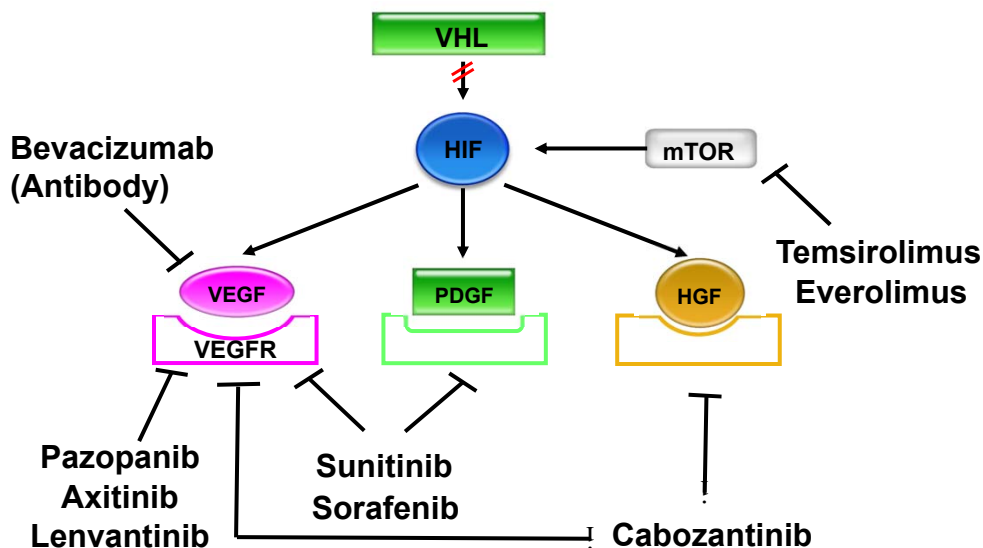 VHL
HIF
mTOR
Bevacizumab
(Antibody)
Temsirolimus
Everolimus
VEGF
PDGF
HGF
VEGFR
Pazopanib
Axitinib
Lenvantinib
Sunitinib
Sorafenib
Cabozantinib